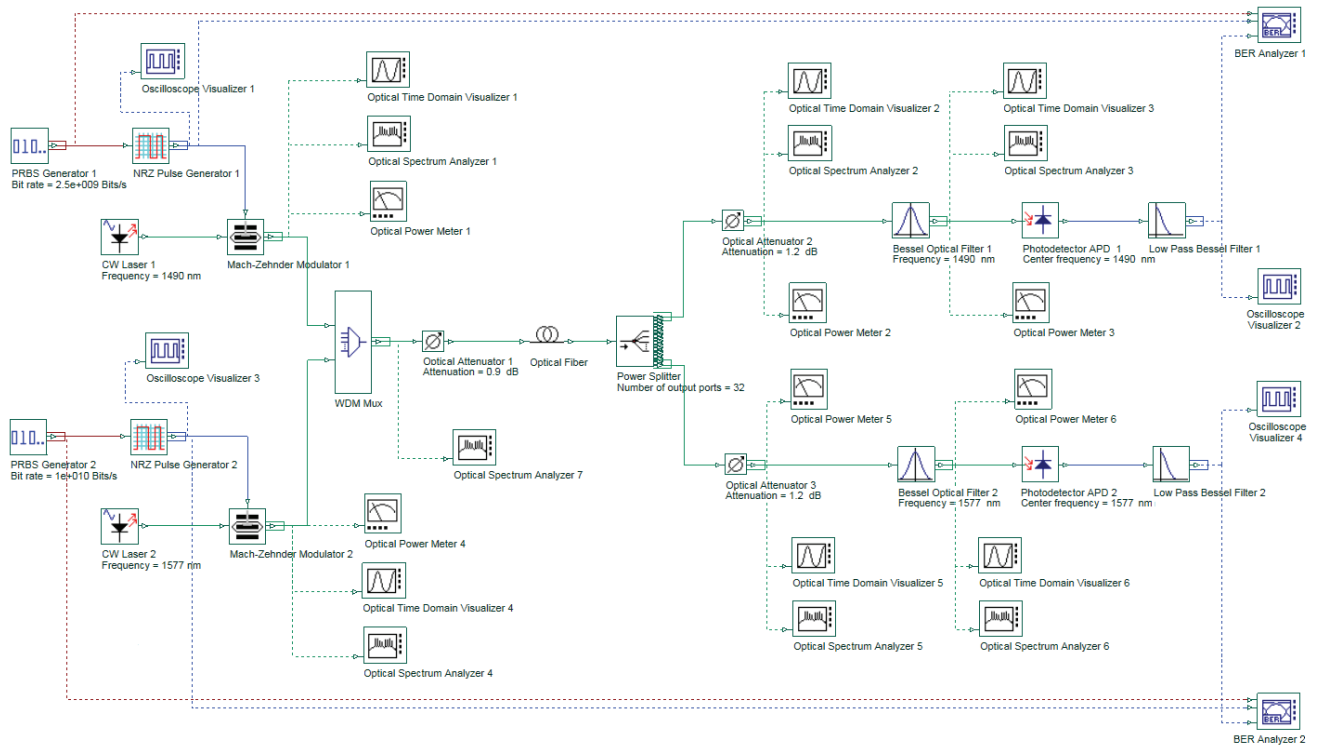 BER
BER Analyzer 1
Oscilloscope Visualizer 1
Optical Time Domain Visualizer 1
Optical Time Domain Visualizer 2
Optical Time Domain Visualizer 3
010..
PRBS Generator 1
Bit rate = 2.5e+009 Bits/s
NRZ Pulse Generator 1
Optical Spectrum Analyzer 1
Optical Spectrum Analyzer 2
Optical Spectrum Analyzer 3
Optical Power Meter 1
CW Laser 1
Frequency = 1490 nm
Mach-Zehnder Modulator 1
Optical Attenuator 2
Attenuation = 1.2 dB
Bessel Optical Filter 1
Frequency = 1490 nm
Photodetector APD 1
Center frequency = 1490 nm
Low Pass Bessel Filter 1
Oscilloscope
Visualizer 2
Optical Power Meter 2
Optical Power Meter 3
Oscilloscope Visualizer 3
WDM Mux
Optical Attenuator 1
Attenuation = 0.9 dB
Optical Fiber
Power Splitter
Number of output ports = 32
Optical Power Meter 5
Optical Power Meter 6
Oscilloscope
Visualizer 4
010..
PRBS Generator 2
Bit rate = 1e+010 Bits/s
NRZ Pulse Generator 2
Optical Spectrum Analyzer 7
Optical Attenuator 3
Attenuation = 1.2 dB
Bessel Optical Filter 2
Frequency = 1577 nm
Photodetector APD 2
Center frequency = 1577 nm
Low Pass Bessel Filter 2
CW Laser 2
Frequency = 1577 nm
Mach-Zehnder Modulator 2
Optical Power Meter 4
Optical Time Domain Visualizer 4
Optical Time Domain Visualizer 5
Optical Time Domain Visualizer 6
Optical Spectrum Analyzer 4
Optical Spectrum Analyzer 5
Optical Spectrum Analyzer 6
BER
BER Analyzer 2